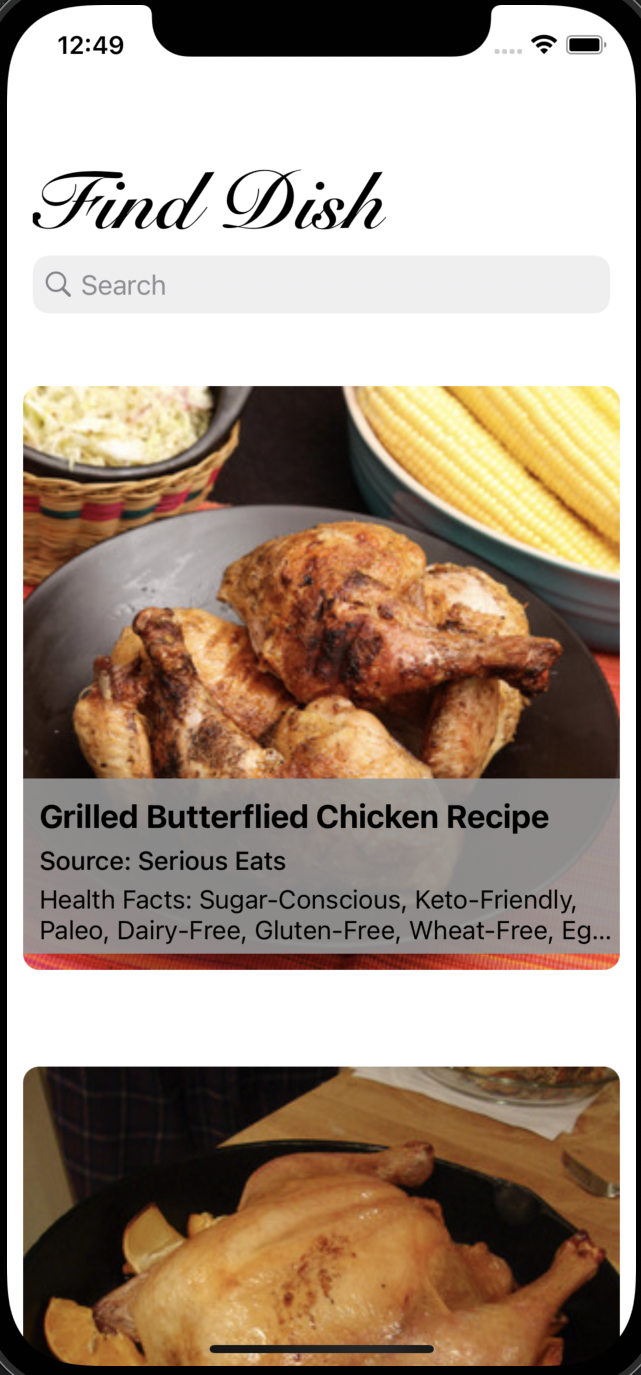 12:49
Find Dish
Search
Grilled Butterflied Chicken Recipe
Source: Serious Eats
Health Facts: Sugar-Conscious, Keto-Friendly,
Paleo, Dairy-Free, Gluten-Free, Wheat-Free, Eg...